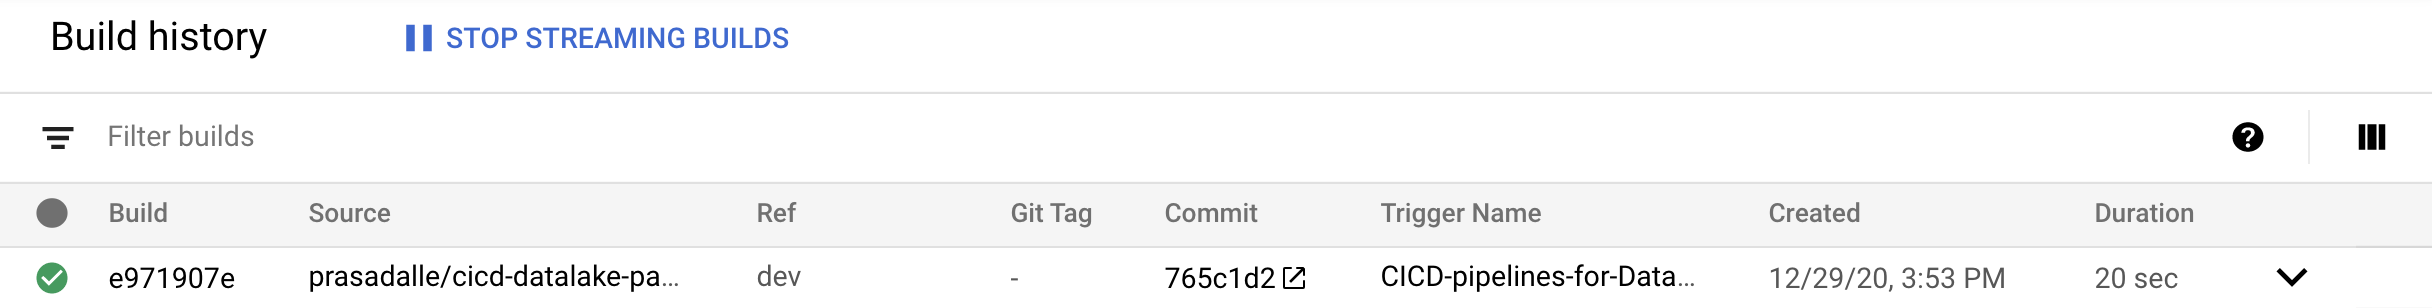 Build history STOP STREAMING BUILDS
Filter builds
Build Source Ref Git Tag Commit Trigger Name Created Duration
e971907e prasadalle/cicd-datalake-pa... dev - 765c1d2 CICD-pipelines-for-Data... 12/29/20, 3:53 PM 20 sec